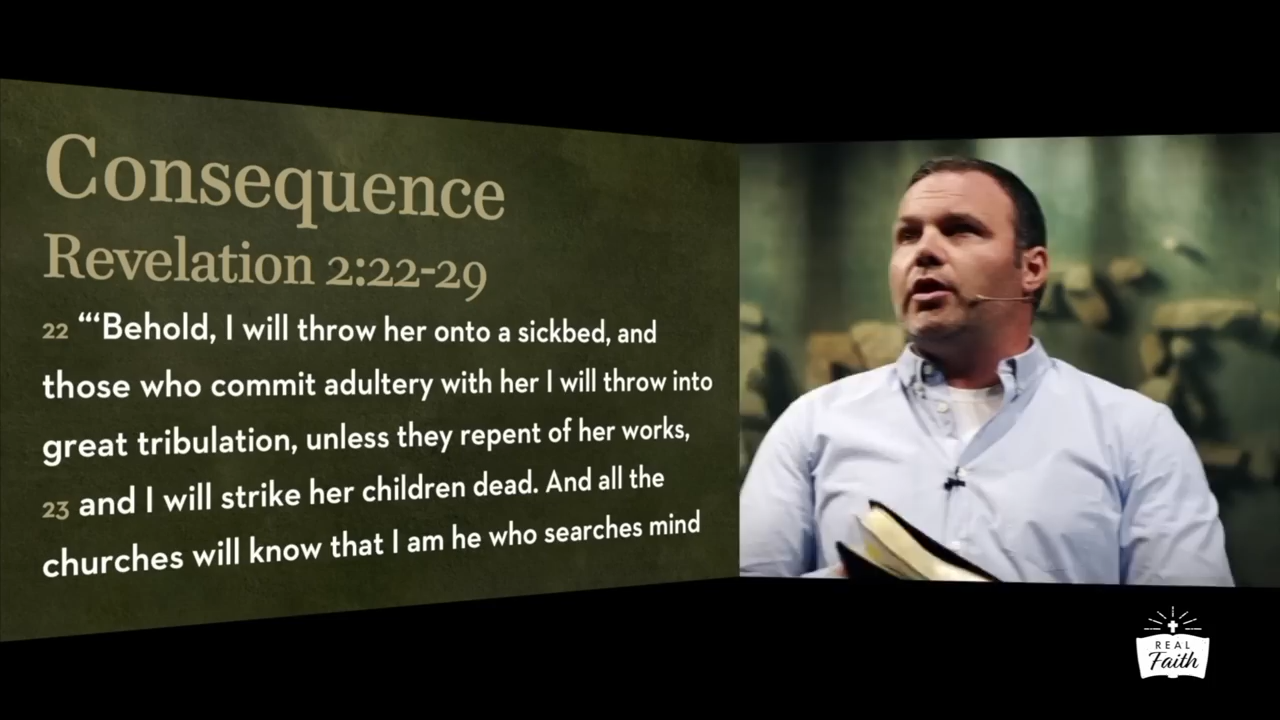 Consequence
Revelation 2:22-29
22 “‘Behold, I will throw her onto a sickbed, and
those who commit adultery with her I will throw into
great tribulation, unless they repent of her works,
23 and I will strike her children dead. And all the
churches will know that I am he who searches mind
REAL
Faith